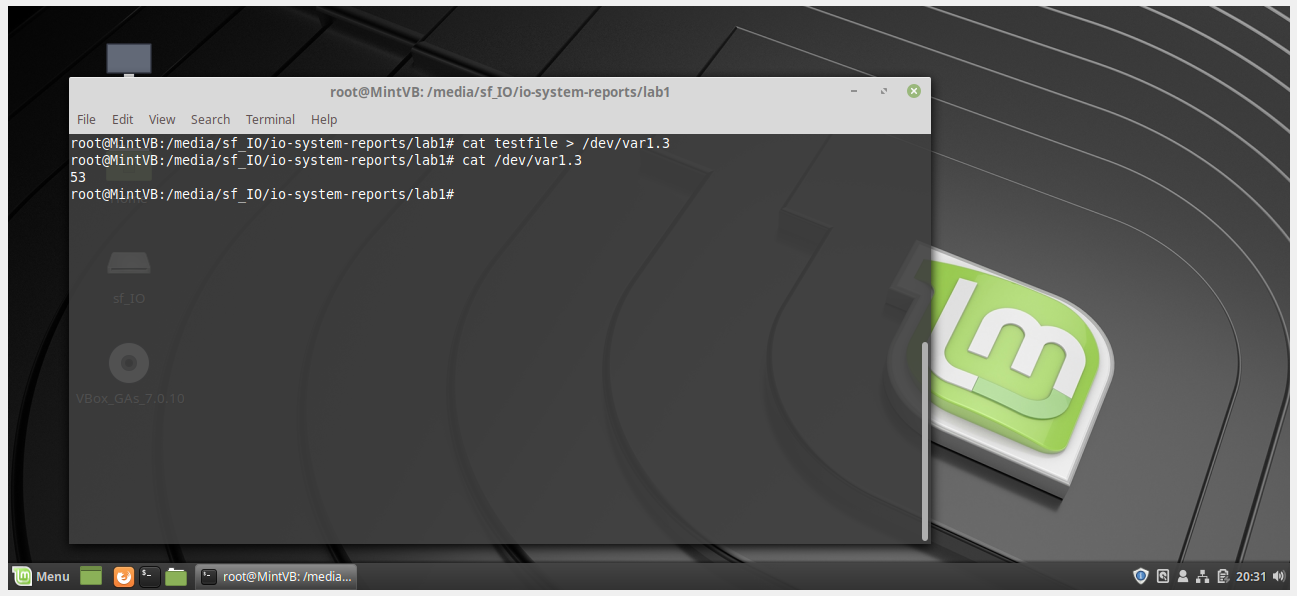 root@MintVB: /media/sf_IO/io-system-reports/lab1
File Edit View Search Terminal Help
root@MintVB:/media/sf_IO/io-system-reports/lab1# cat testfile > /dev/var1.3
root@MintVB:/media/sf_IO/io-system-reports/lab1# cat /dev/var1.3
53
root@MintVB:/media/sf_IO/io-system-reports/lab1#
sf_IO
VBox_GAs_7.0.10
Menu
root@MintVB: /media...
20:31